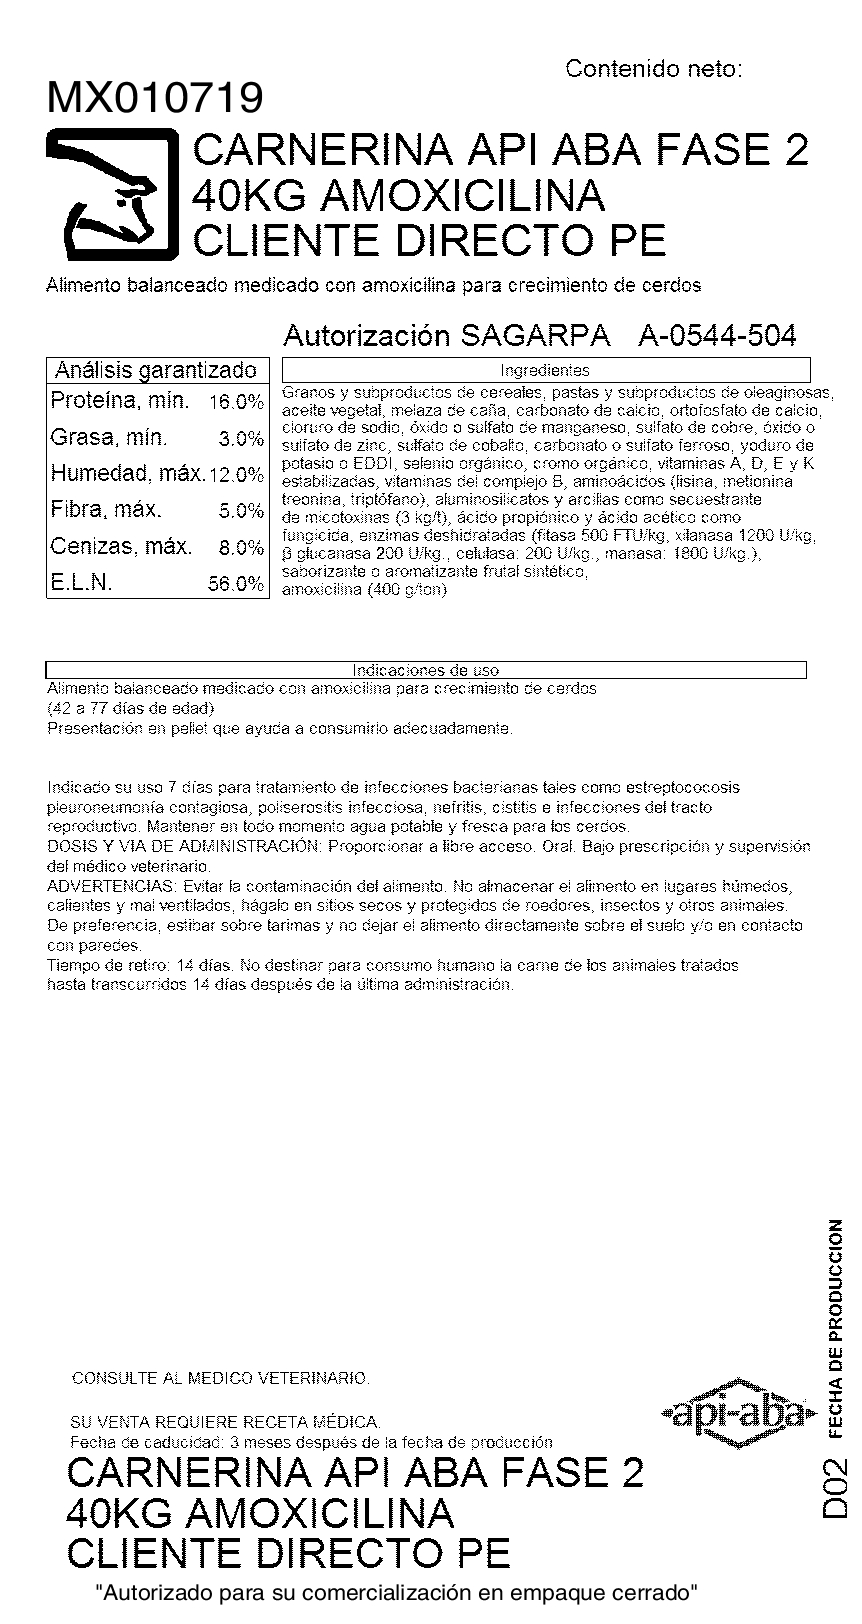 Contenido neto:
MX010719
CARNERINA API ABA FASE 2
40KG AMOXICILINA
CLIENTE DIRECTO PE
Alimento balanceado medicado con amoxicilina para crecimiento de cerdos
Autorización SAGARPA A-0544-504
Análisis garantizado
Proteína, mín. 16.0%
Grasa, mín. 3.0%
Humedad, máx. 12.0%
Fibra, máx. 5.0%
Cenizas, máx. 8.0%
E.L.N. 56.0%
Ingredientes
Granos y subproductos de cereales, pastas y subproductos de oleaginosas,
aceite vegetal, melaza de caña, carbonato de calcio, ortofosfato de calcio,
cloruro de sodio, óxido o sulfato de manganeso, sulfato de cobre, óxido o
sulfato de zinc, sulfato de cobalto, carbonato o sulfato ferroso, yoduro de
potasio o EDDI, selenio orgánico, cromo orgánico, vitaminas A, D, E y K
estabilizadas, vitaminas del complejo B, aminoácidos (lisina, metionina
treonina, triptófano), aluminosilicatos y arcillas como secuestrante
de micotoxinas (3 kg/t), ácido propiónico y ácido acético como
fungicida, enzimas deshidratadas (fitasa 500 FTU/kg, xilanasa 1200 U/kg,
β glucanasa 200 U/kg., celulasa: 200 U/kg., manasa: 1800 U/kg.),
saborizante o aromatizante frutal sintético,
amoxicilina (400 g/ton)
Indicaciones de uso
Alimento balanceado medicado con amoxicilina para crecimiento de cerdos
(42 a 77 días de edad)
Presentación en pellet que ayuda a consumirlo adecuadamente.
Indicado su uso 7 días para tratamiento de infecciones bacterianas tales como estreptococosis
pleuroneumonía contagiosa, poliserositis infecciosa, nefritis, cistitis e infecciones del tracto
reproductivo. Mantener en todo momento agua potable y fresca para los cerdos.
DOSIS Y VIA DE ADMINISTRACIÓN: Proporcionar a libre acceso. Oral. Bajo prescripción y supervisión
del médico veterinario.
ADVERTENCIAS: Evitar la contaminación del alimento. No almacenar el alimento en lugares húmedos,
calientes y mal ventilados, hágalo en sitios secos y protegidos de roedores, insectos y otros animales.
De preferencia, estibar sobre tarimas y no dejar el alimento directamente sobre el suelo y/o en contacto
con paredes.
Tiempo de retiro: 14 días. No destinar para consumo humano la carne de los animales tratados
hasta transcurridos 14 días después de la última administración.
FECHA DE PRODUCCION
D02
CONSULTE AL MEDICO VETERINARIO.
api-aba
SU VENTA REQUIERE RECETA MÉDICA.
Fecha de caducidad: 3 meses después de la fecha de producción
CARNERINA API ABA FASE 2
40KG AMOXICILINA
CLIENTE DIRECTO PE
"Autorizado para su comercialización en empaque cerrado"